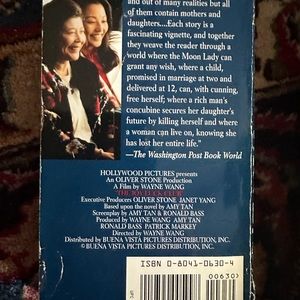 and out of many realities but all
of them contain mothers and
daughters....Each story is a
fascinating vignette, and together
they weave the reader through a
world where the Moon Lady can
grant any wish, where a child,
promised in marriage at two and
delivered at 12, can, with cunning,
free herself; where a rich man's
concubine secures her daughter's
future by killing herself and where
a woman can live on, knowing she
has lost her entire life."
—The Washington Post Book World
HOLLYWOOD PICTURES presents
An OLIVER STONE Production
A Film by WAYNE WANG
"THE JOY LUCK CLUB"
Executive Producers OLIVER STONE JANET YANG
Based upon the novel by AMY TAN
Screenplay by AMY TAN & RONALD BASS
Produced by WAYNE WANG AMY TAN
RONALD BASS PATRICK MARKEY
Directed by WAYNE WANG
Distributed by BUENA VISTA PICTURES DISTRIBUTION, INC.
© BUENA VISTA PICTURES DISTRIBUTION, INC.
ISBN 0-8041-0630-4
00630